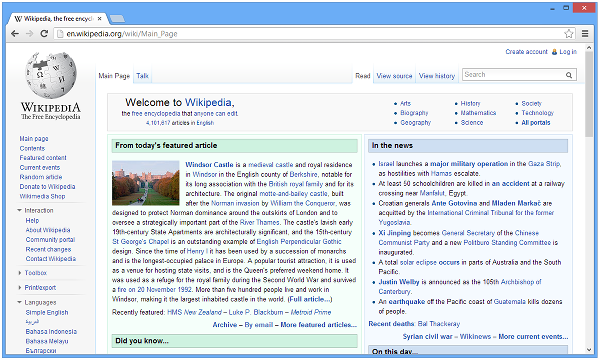 Wikipedia, the free encyclop
en.wikipedia.org/wiki/Main_Page
Create account Log in
WIKIPEDIA
The Free Encyclopedia
Main Page Talk
Read View source View history Search
Main page
Contents
Featured content
Current events
Random article
Donate to Wikipedia
Wikimedia Shop
Interaction
Help
About Wikipedia
Community portal
Recent changes
Contact Wikipedia
Toolbox
Print/export
Languages
Simple English
العربية
Bahasa Indonesia
Bahasa Melayu
Български
Welcome to Wikipedia,
the free encyclopedia that anyone can edit.
4,101,617 articles in English
Arts
Biography
Geography
History
Mathematics
Science
Society
Technology
All portals
From today's featured article
Windsor Castle is a medieval castle and royal residence
in Windsor in the English county of Berkshire, notable
for its long association with the British royal family and for its
architecture. The original motte-and-bailey castle, built
after the Norman invasion by William the Conqueror, was
designed to protect Norman dominance around the outskirts of London and to
oversee a strategically important part of the River Thames. The castle's lavish early
19th-century State Apartments are architecturally significant, and the 15th-century
St George's Chapel is an outstanding example of English Perpendicular Gothic
design. Since the time of Henry I it has been used by a succession of monarchs
and is the longest-occupied palace in Europe. A popular tourist attraction, it is used
as a venue for hosting state visits, and is the Queen's preferred weekend home. It
was used as a refuge for the royal family during the Second World War and survived
a fire on 20 November 1992. More than five hundred people live and work in
Windsor, making it the largest inhabited castle in the world. (Full article...)
Recently featured: HMS New Zealand – Luke P. Blackburn – Metroid Prime
Archive – By email – More featured articles...
Did you know...
In the news
Israel launches a major military operation in the Gaza Strip,
as hostilities with Hamas escalate.
At least 50 schoolchildren are killed in an accident at a railway
crossing near Manfalut, Egypt.
Croatian generals Ante Gotovina and Mladen Markač are
acquitted by the International Criminal Tribunal for the former
Yugoslavia.
Xi Jinping becomes General Secretary of the Chinese
Communist Party and a new Politburo Standing Committee is
inaugurated.
A total solar eclipse occurs in parts of Australia and the South
Pacific.
Justin Welby is announced as the 105th Archbishop of
Canterbury.
An earthquake off the Pacific coast of Guatemala kills dozens
of people.
Recent deaths: Bal Thackeray
Syrian civil war – Wikinews – More current events...
On this day...